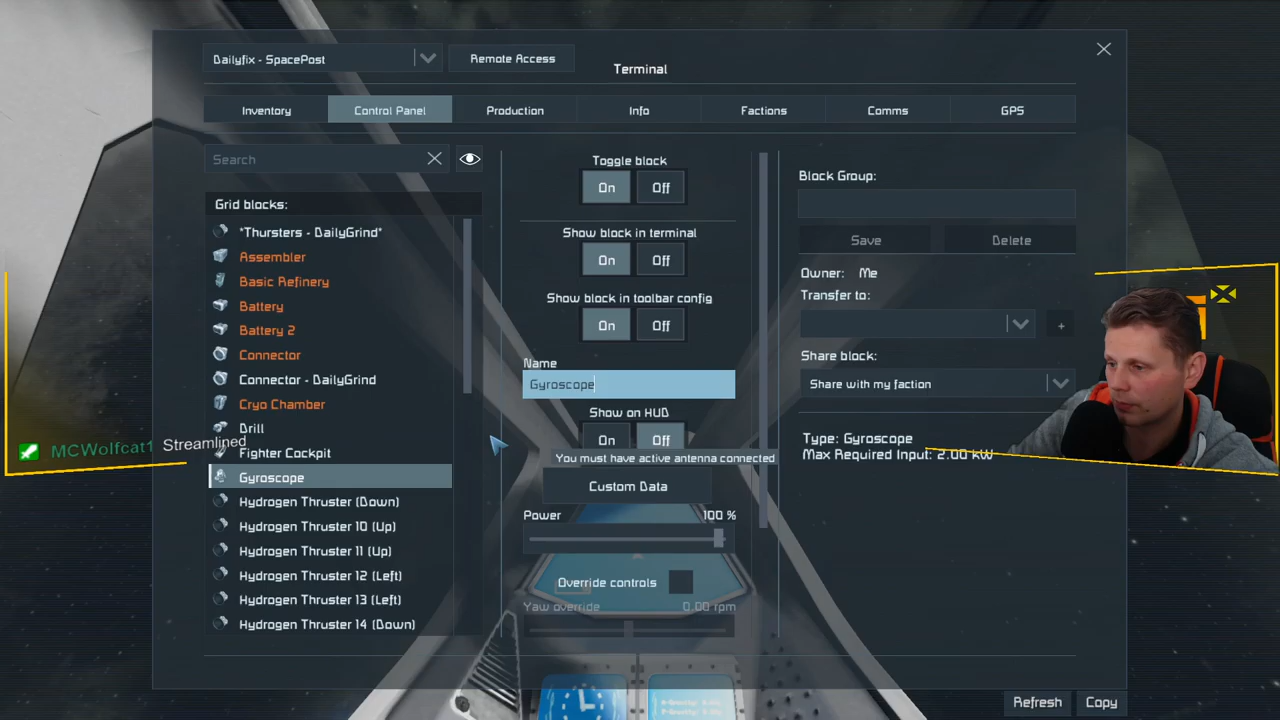 Dailyfix - SpacePost
Remote Access
Terminal
Inventory
Control Panel
Production
Info
Factions
Comms
GPS
Search
Grid blocks:
*Thursters - DailyGrind*
Assembler
Basic Refinery
Battery
Battery 2
Connector
Connector - DailyGrind
Cryo Chamber
Drill
Fighter Cockpit
Gyroscope
Hydrogen Thruster (Down)
Hydrogen Thruster 10 (Up)
Hydrogen Thruster 11 (Up)
Hydrogen Thruster 12 (Left)
Hydrogen Thruster 13 (Left)
Hydrogen Thruster 14 (Down)
Toggle block
On Off
Show block in terminal
On Off
Show block in toolbar config
On Off
Name
Gyroscope
Show on HUD
On Off
You must have active antenna connected
Custom Data
Power 100 %
Override controls
Yaw override 0.00 rpm
Block Group:
Save Delete
Owner: Me
Transfer to:
+
Share block:
Share with my faction
Type: Gyroscope
Max Required Input: 2.00 kW
MCWolfcat1 Streamlined
Refresh Copy